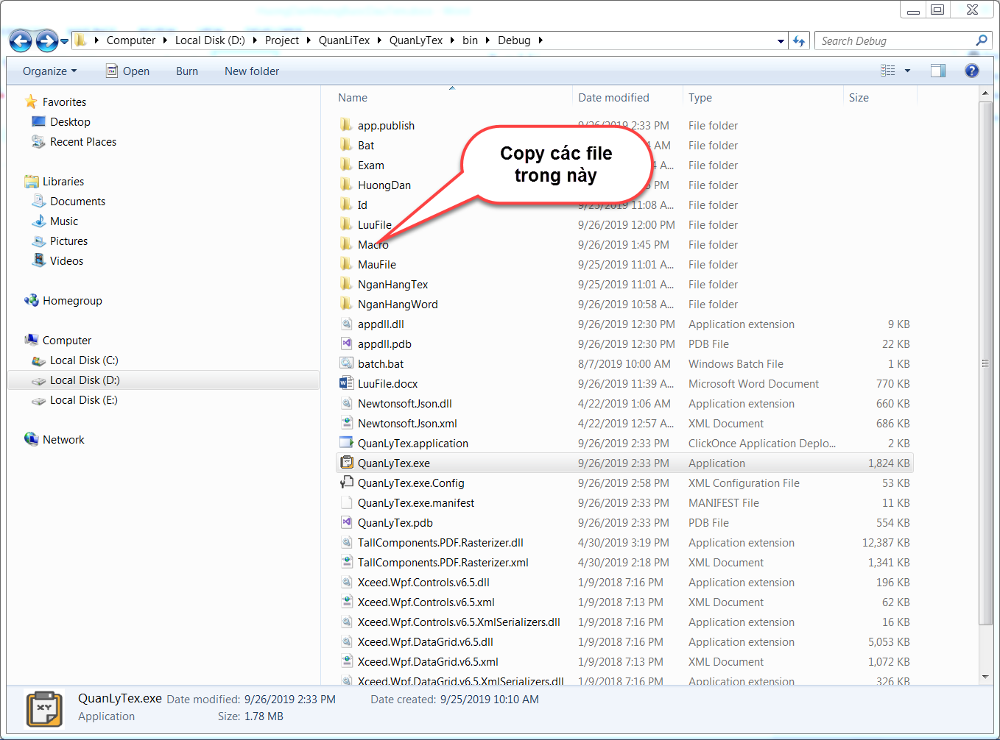 Computer Local Disk (D:) Project QuanLiTex QuanLyTex bin Debug Search Debug
Organize Open Burn New folder
Favorites
Desktop
Recent Places
Libraries
Documents
Music
Pictures
Videos
Homegroup
Computer
Local Disk (C:)
Local Disk (D:)
Local Disk (E:)
Network
Name Date modified Type Size
app.publish 9/26/2019 2:33 PM File folder
Bat AM File folder
Exam A... File folder
HuongDan PM File folder
Id 9/25/2019 11:08 A... File folder
LuuFile 9/26/2019 12:00 PM File folder
Macro 9/26/2019 1:45 PM File folder
MauFile 9/25/2019 11:01 A... File folder
NganHangTex 9/25/2019 11:01 A... File folder
NganHangWord 9/26/2019 10:58 A... File folder
appdll.dll 9/26/2019 12:30 PM Application extension 9 KB
appdll.pdb 9/26/2019 12:30 PM PDB File 22 KB
batch.bat 8/7/2019 10:00 AM Windows Batch File 1 KB
LuuFile.docx 9/26/2019 11:39 A... Microsoft Word Document 770 KB
Newtonsoft.Json.dll 4/22/2019 1:06 AM Application extension 660 KB
Newtonsoft.Json.xml 4/22/2019 12:57 A... XML Document 686 KB
QuanLyTex.application 9/26/2019 2:33 PM ClickOnce Application Deplo... 2 KB
QuanLyTex.exe 9/26/2019 2:33 PM Application 1,824 KB
QuanLyTex.exe.Config 9/26/2019 2:58 PM XML Configuration File 53 KB
QuanLyTex.exe.manifest 9/26/2019 2:33 PM MANIFEST File 11 KB
QuanLyTex.pdb 9/26/2019 2:33 PM PDB File 554 KB
TallComponents.PDF.Rasterizer.dll 4/30/2019 3:19 PM Application extension 12,387 KB
TallComponents.PDF.Rasterizer.xml 4/30/2019 2:18 PM XML Document 1,341 KB
Xceed.Wpf.Controls.v6.5.dll 1/9/2018 7:16 PM Application extension 196 KB
Xceed.Wpf.Controls.v6.5.xml 1/9/2018 7:13 PM XML Document 62 KB
Xceed.Wpf.Controls.v6.5.XmlSerializers.dll 1/9/2018 7:16 PM Application extension 16 KB
Xceed.Wpf.DataGrid.v6.5.dll 1/9/2018 7:16 PM Application extension 5,053 KB
Xceed.Wpf.DataGrid.v6.5.xml 1/9/2018 7:13 PM XML Document 1,072 KB
Xceed.Wpf.DataGrid.v6.5.XmlSerializers.dll 1/9/2018 7:16 PM Application extension 326 KB
Copy các file
trong này
QuanLyTex.exe Date modified: 9/26/2019 2:33 PM Date created: 9/25/2019 10:10 AM
Application Size: 1.78 MB